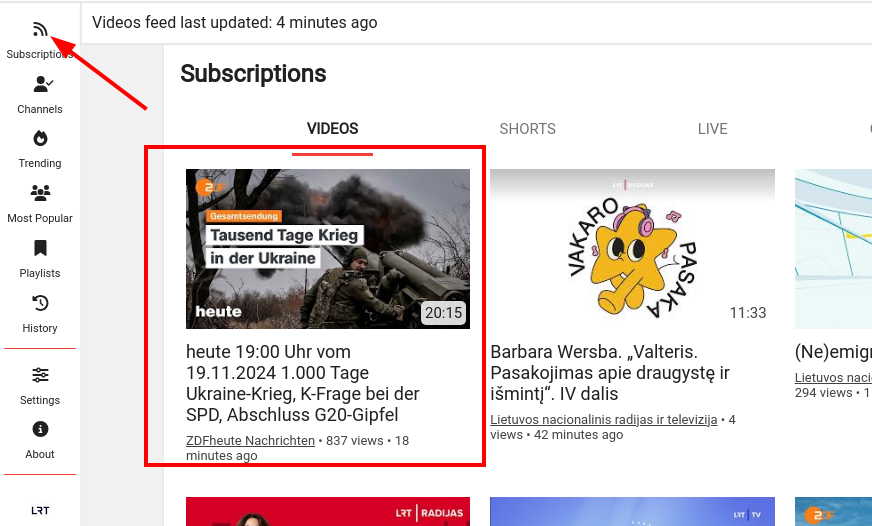 Videos feed last updated: 4 minutes ago
Subscriptions
Channels
Trending
Most Popular
Playlists
History
Settings
About
LRT
Subscriptions
VIDEOS
SHORTS
LIVE
ZDF
Gesamtsendung
Tausend Tage Krieg
in der Ukraine
heute
20:15
heute 19:00 Uhr vom
19.11.2024 1.000 Tage
Ukraine-Krieg, K-Frage bei der
SPD, Abschluss G20-Gipfel
ZDFheute Nachrichten • 837 views • 18
minutes ago
LRT RADIJAS
VAKARO
PASAKA
11:33
Barbara Wersba. „Valteris.
Pasakojimas apie draugystę ir
išmintį“. IV dalis
Lietuvos nacionalinis radijas ir televizija • 4
views • 42 minutes ago
(Ne)emigr
Lietuvos naci
294 views • 1
LRT RADIJAS
LRT TV
ZDF